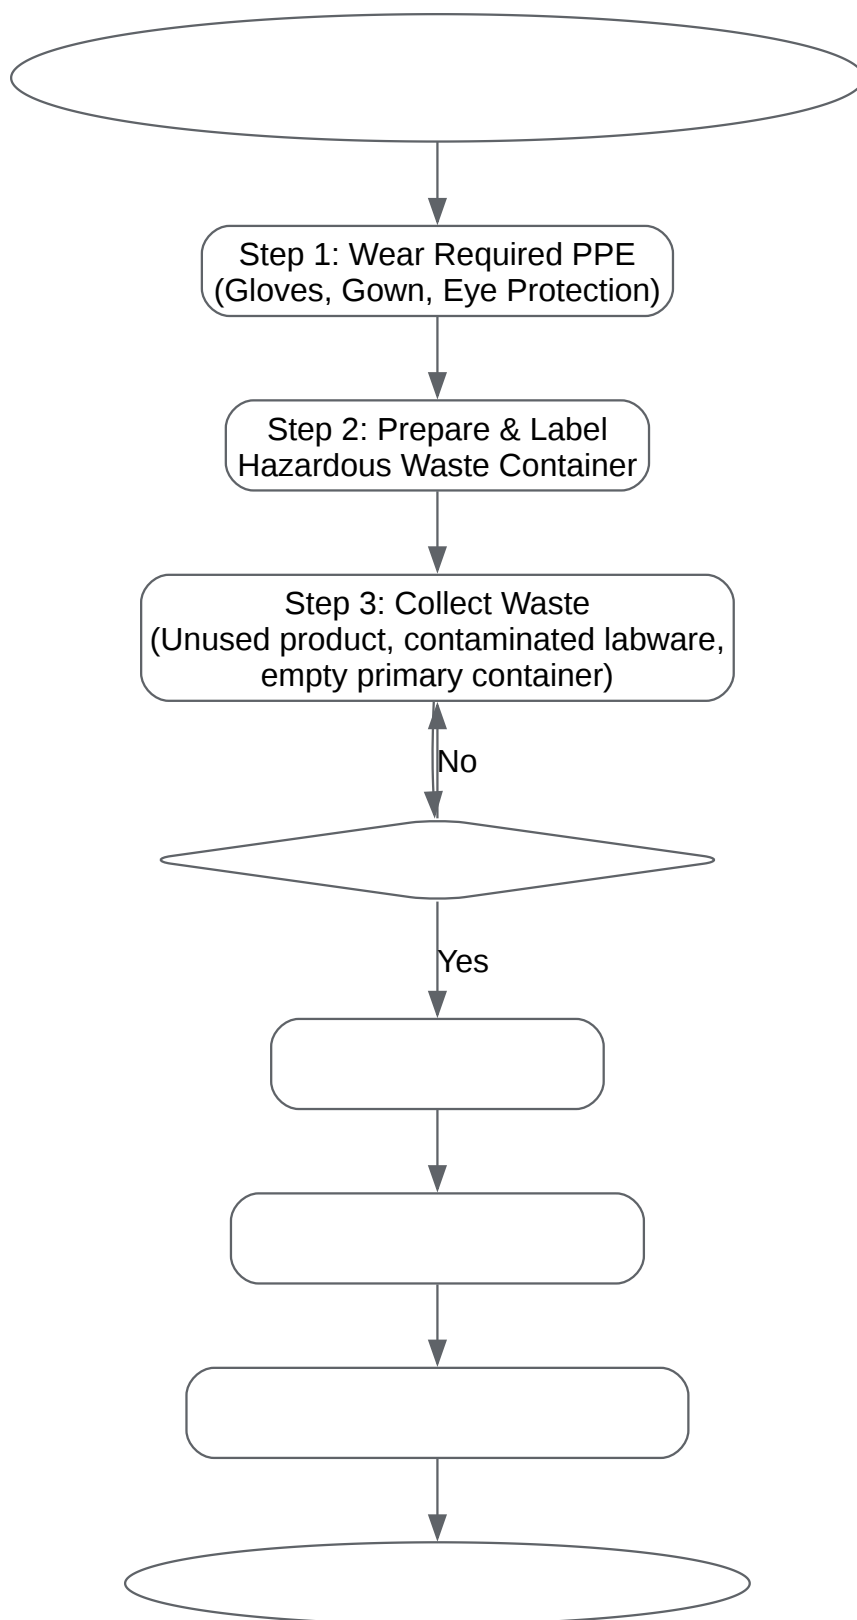 Step 1: Wear Required PPE
(Gloves, Gown, Eye Protection)
Step 2: Prepare & Label
Hazardous Waste Container
Step 3: Collect Waste
(Unused product, contaminated labware,
empty primary container)
No
Yes